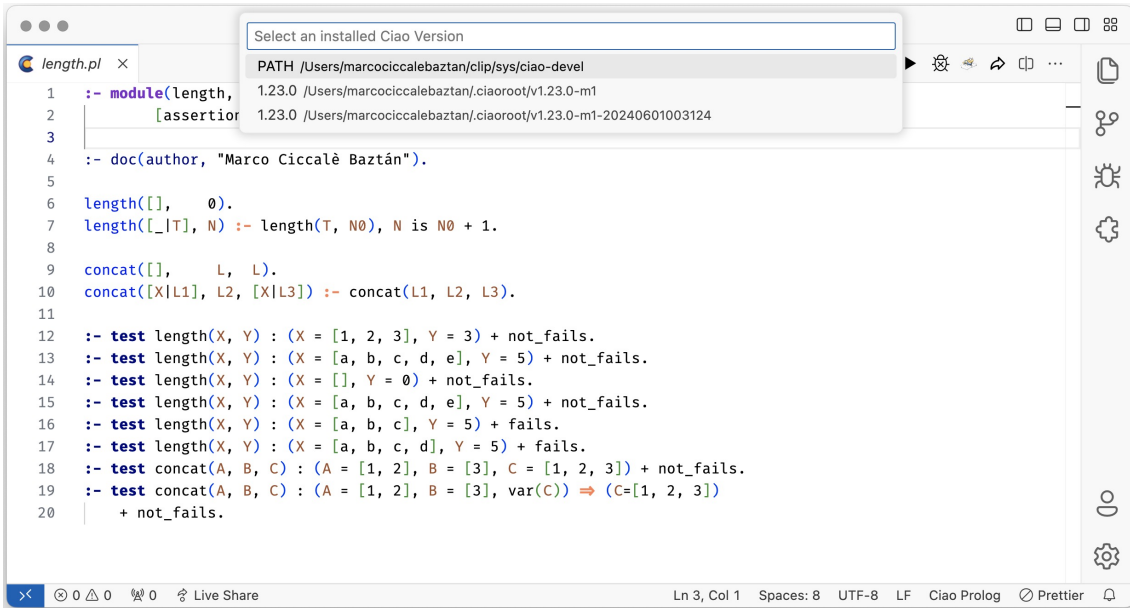 Select an installed Ciao Version
PATH /Users/marcociccalebaztan/clip/sys/ciao-devel
1.23.0 /Users/marcociccalebaztan/.ciaoroot/v1.23.0-m1
1.23.0 /Users/marcociccalebaztan/.ciaoroot/v1.23.0-m1-20240601003124
length.pl
1 :- module(length,
2 [assertion
3
4 :- doc(author, "Marco Ciccalè Baztán").
5
6 length([], 0).
7 length([_|T], N) :- length(T, N0), N is N0 + 1.
8
9 concat([], L, L).
10 concat([X|L1], L2, [X|L3]) :- concat(L1, L2, L3).
11
12 :- test length(X, Y) : (X = [1, 2, 3], Y = 3) + not_fails.
13 :- test length(X, Y) : (X = [a, b, c, d, e], Y = 5) + not_fails.
14 :- test length(X, Y) : (X = [], Y = 0) + not_fails.
15 :- test length(X, Y) : (X = [a, b, c, d, e], Y = 5) + not_fails.
16 :- test length(X, Y) : (X = [a, b, c], Y = 5) + fails.
17 :- test length(X, Y) : (X = [a, b, c, d], Y = 5) + fails.
18 :- test concat(A, B, C) : (A = [1, 2], B = [3], C = [1, 2, 3]) + not_fails.
19 :- test concat(A, B, C) : (A = [1, 2], B = [3], var(C)) ⇒ (C=[1, 2, 3])
20 + not_fails.
0 0 0 Live Share Ln 3, Col 1 Spaces: 8 UTF-8 LF Ciao Prolog Prettier